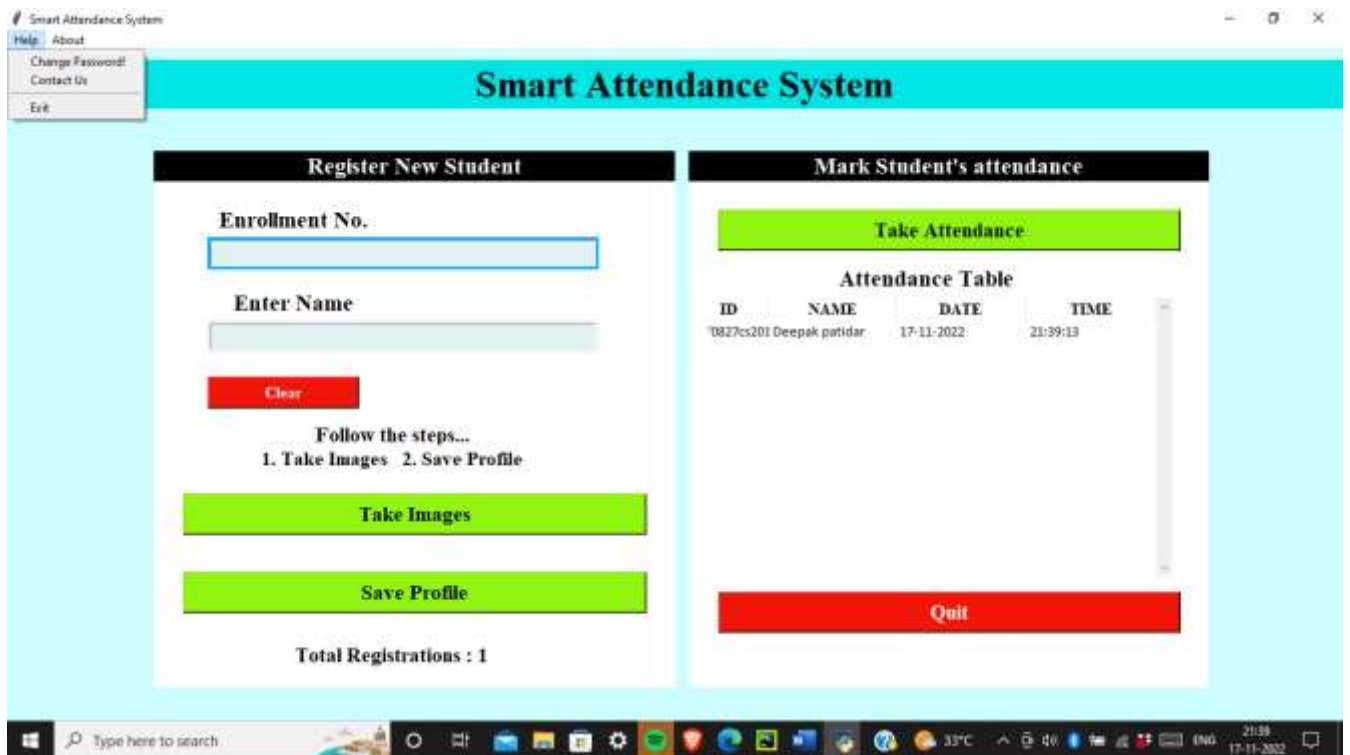 Smart Attendance System
Help About
Change Password!
Contact Us
Exit
Smart Attendance System
Register New Student
Enrollment No.
Enter Name
Clear
Follow the steps...
1. Take Images 2. Save Profile
Take Images
Save Profile
Total Registrations : 1
Mark Student's attendance
Take Attendance
Attendance Table
ID NAME DATE TIME
'0827cs201 Deepak patidar 17-11-2022 21:39:13
Quit
Type here to search
33°C
ENG
21:39
17-11-2022